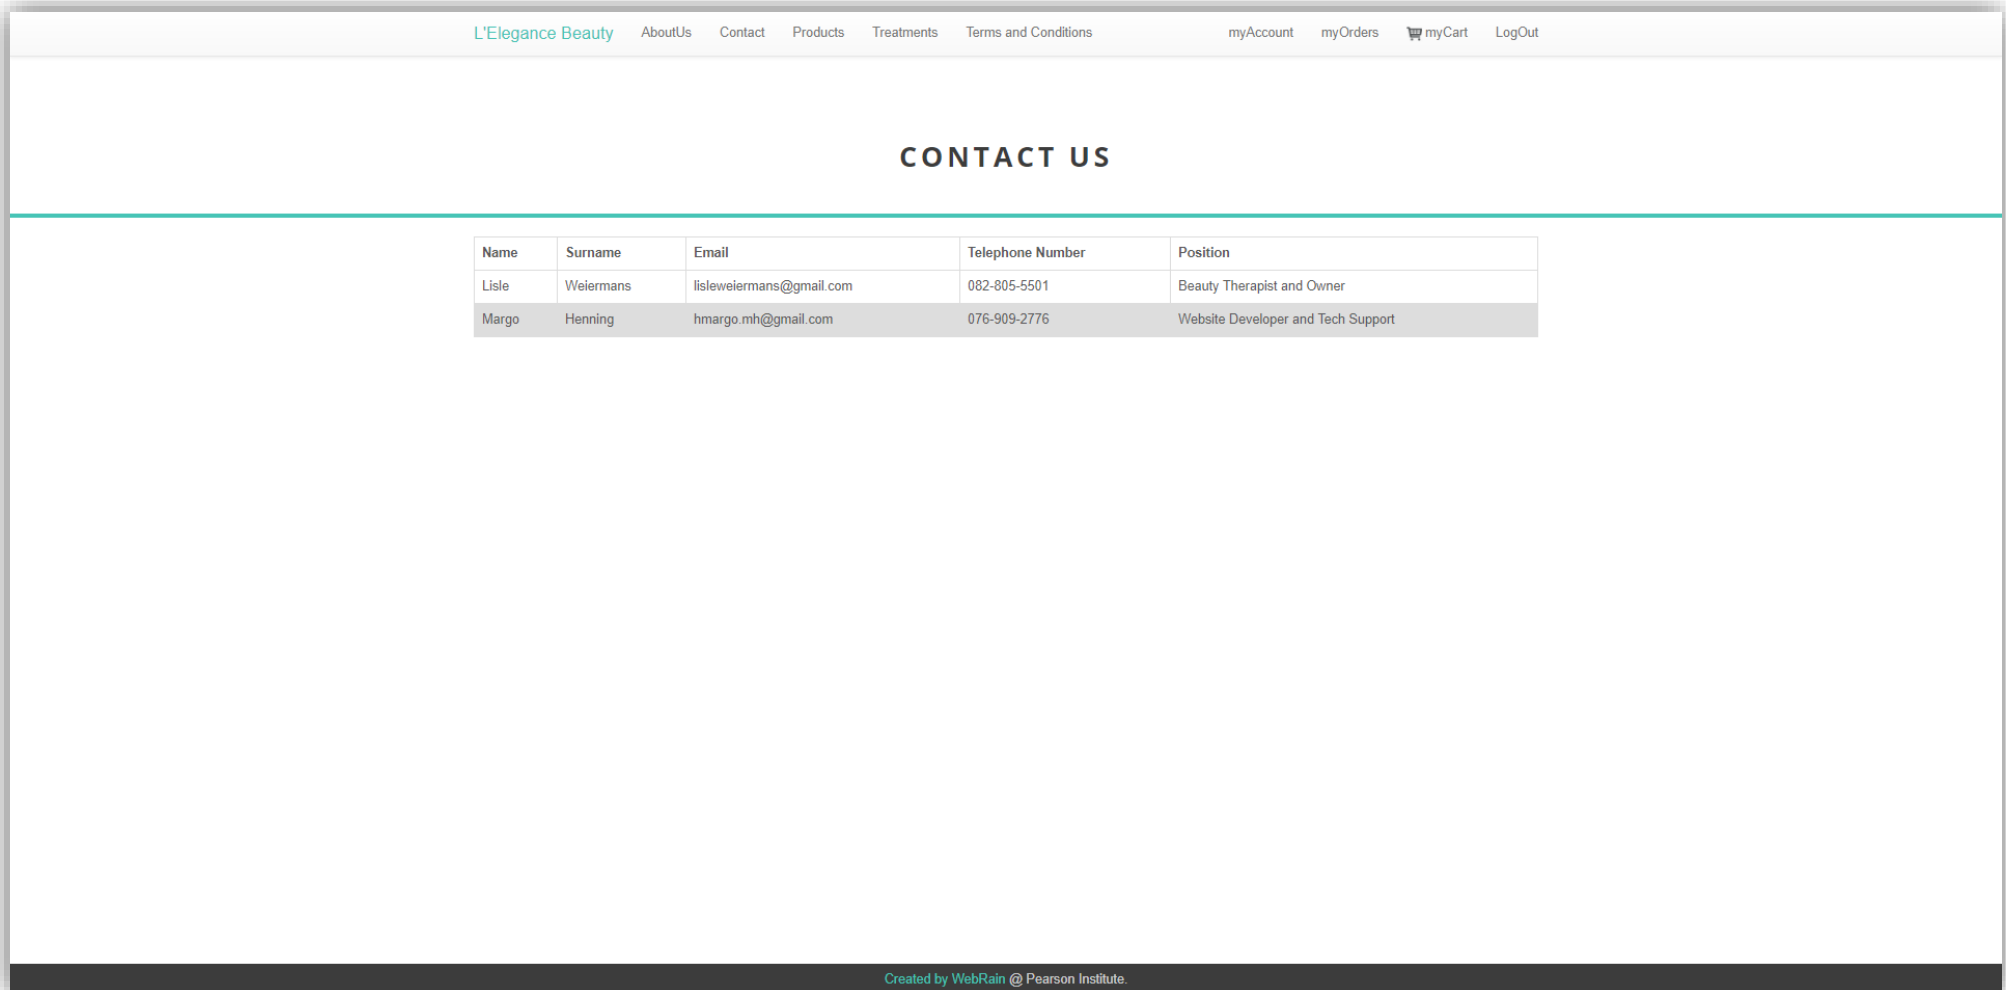 L'Elegance Beauty AboutUs Contact Products Treatments Terms and Conditions myAccount myOrders myCart LogOut
CONTACT US
Name Surname Email Telephone Number Position
Lisle Weiermans lisleweiermans@gmail.com 082-805-5501 Beauty Therapist and Owner
Margo Henning hmargo.mh@gmail.com 076-909-2776 Website Developer and Tech Support
Created by WebRain @ Pearson Institute.